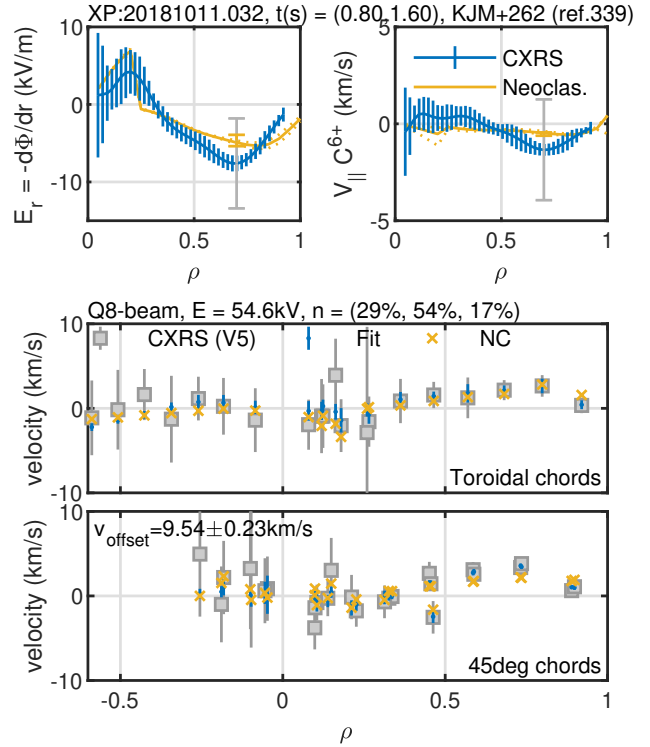 XP:20181011.032, t(s) = (0.80,1.60), KJM+262 (ref.339)
E_r = -dΦ/dr (kV/m)
10
5
0
-5
-10
-15
0
0.5
1
ρ
V_|| C^6+ (km/s)
5
0
-5
CXRS
Neoclas.
0
0.5
1
ρ
Q8-beam, E = 54.6kV, n = (29%, 54%, 17%)
velocity (km/s)
10
0
-10
CXRS (V5)
Fit
NC
Toroidal chords
velocity (km/s)
10
0
-10
v_offset=9.54±0.23km/s
45deg chords
-0.5
0
0.5
1
ρ